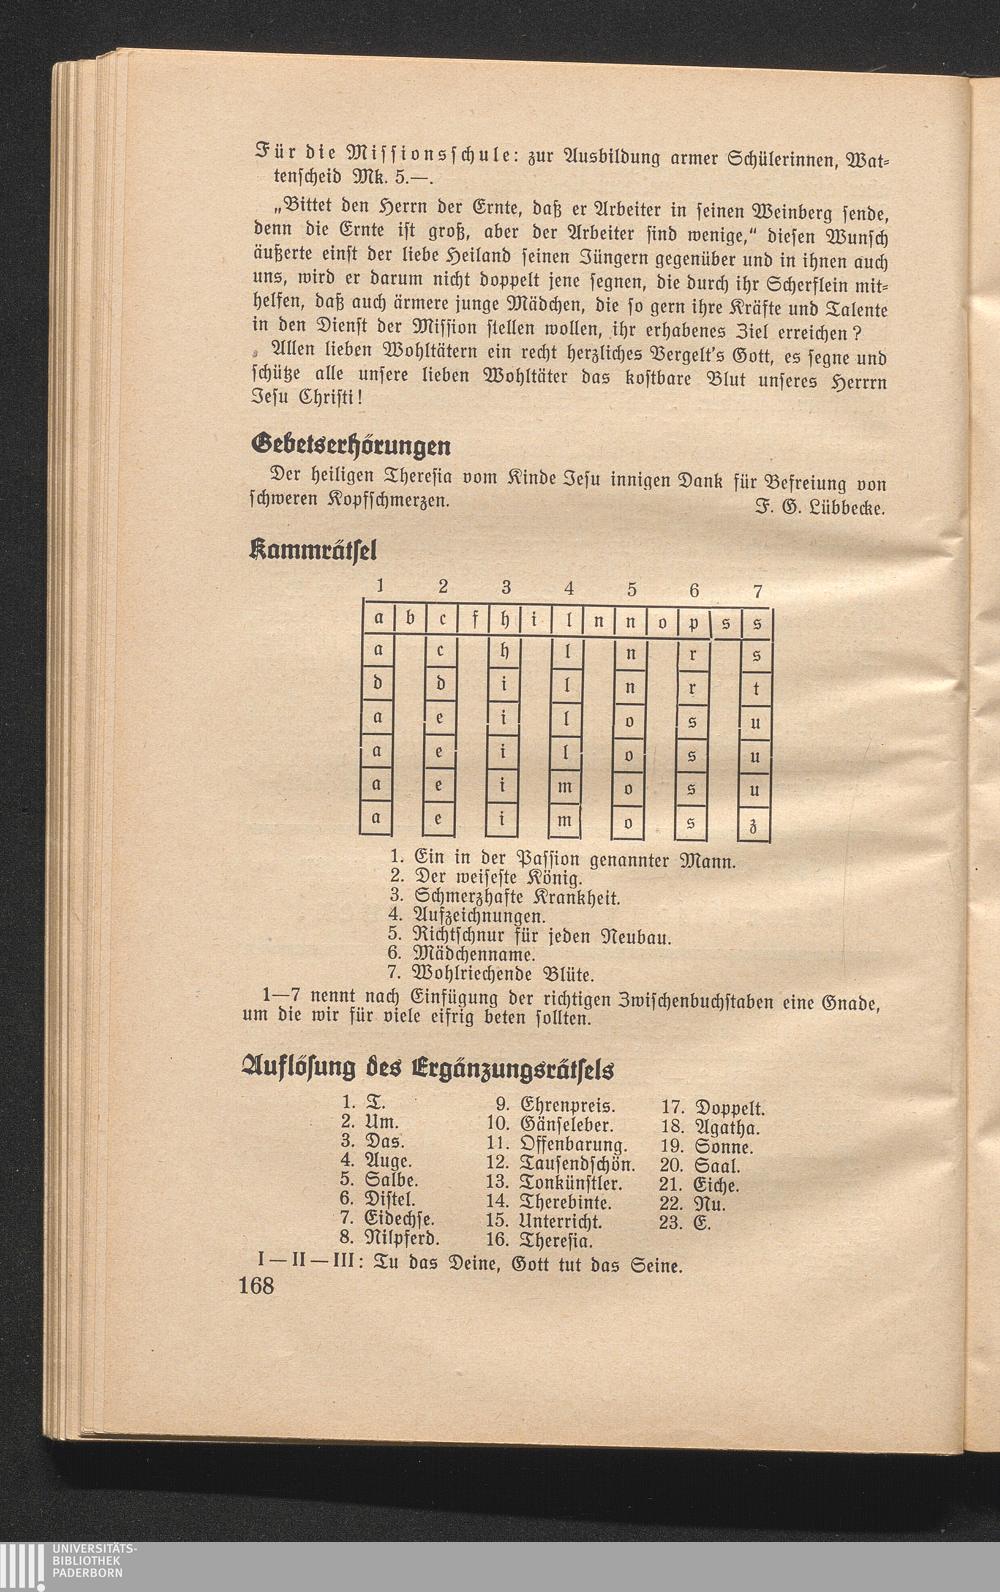 Für die Missionsschule: zur Ausbildung armer Schülerinnen, Wat-
tenscheid Mk. 5.—.
„Bittet den Herrn der Ernte, daß er Arbeiter in seinen Weinberg sende,
denn die Ernte ist groß, aber der Arbeiter sind wenige,“ diesen Wunsch
äußerte einst der liebe Heiland seinen Jüngern gegenüber und in ihnen auch
uns, wird er darum nicht doppelt jene segnen, die durch ihr Scherflein mit-
helfen, daß auch ärmere junge Mädchen, die so gern ihre Kräfte und Talente
in den Dienst der Mission stellen wollen, ihr erhabenes Ziel erreichen?
Allen lieben Wohltätern ein recht herzliches Vergelt's Gott, es segne und
schütze alle unsere lieben Wohltäter das kostbare Blut unseres Herrrn
Jesu Christi!
Gebetserhörungen
Der heiligen Theresia vom Kinde Jesu innigen Dank für Befreiung von
schweren Kopfschmerzen. F. G. Lübbecke.
Kammrätsel
1 2 3 4 5 6 7
a b c f h i l n n o p s s
a c h l n r s
d d i l n r t
a e i l o s u
a e i l o s u
a e i m o s u
a e i m o s z
1. Ein in der Passion genannter Mann.
2. Der weiseste König.
3. Schmerzhafte Krankheit.
4. Aufzeichnungen.
5. Richtschnur für jeden Neubau.
6. Mädchenname.
7. Wohlriechende Blüte.
1—7 nennt nach Einfügung der richtigen Zwischenbuchstaben eine Gnade,
um die wir für viele eifrig beten sollten.
Auflösung des Ergänzungsrätsels
1. T. 9. Ehrenpreis. 17. Doppelt.
2. Um. 10. Gänseleber. 18. Agatha.
3. Das. 11. Offenbarung. 19. Sonne.
4. Auge. 12. Tausendschön. 20. Saal.
5. Salbe. 13. Tonkünstler. 21. Eiche.
6. Distel. 14. Therebinte. 22. Nu.
7. Eidechse. 15. Unterricht. 23. E.
8. Nilpferd. 16. Theresia.
I — II — III: Tu das Deine, Gott tut das Seine.
168
UNIVERSITÄTS-
BIBLIOTHEK
PADERBORN